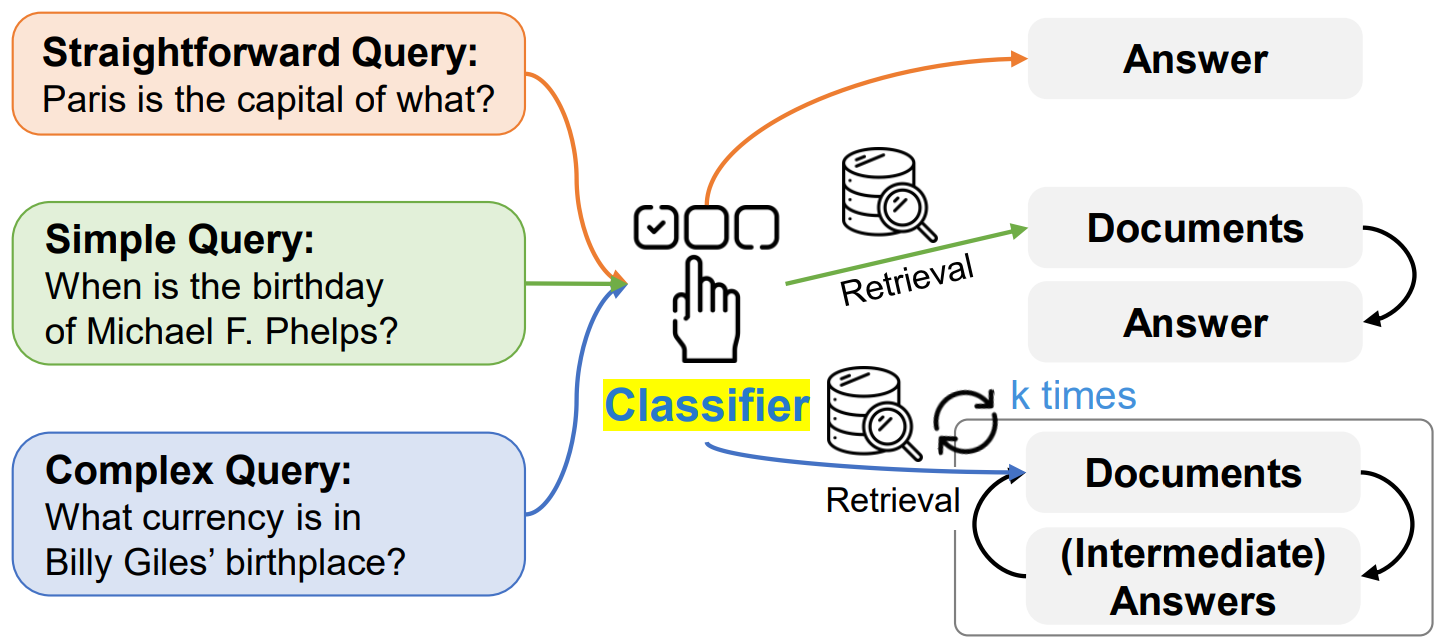 Straightforward Query:
Paris is the capital of what?
Simple Query:
When is the birthday
of Michael F. Phelps?
Complex Query:
What currency is in
Billy Giles’ birthplace?
Classifier
Answer
Retrieval
Documents
Answer
k times
Retrieval
Documents
(Intermediate)
Answers